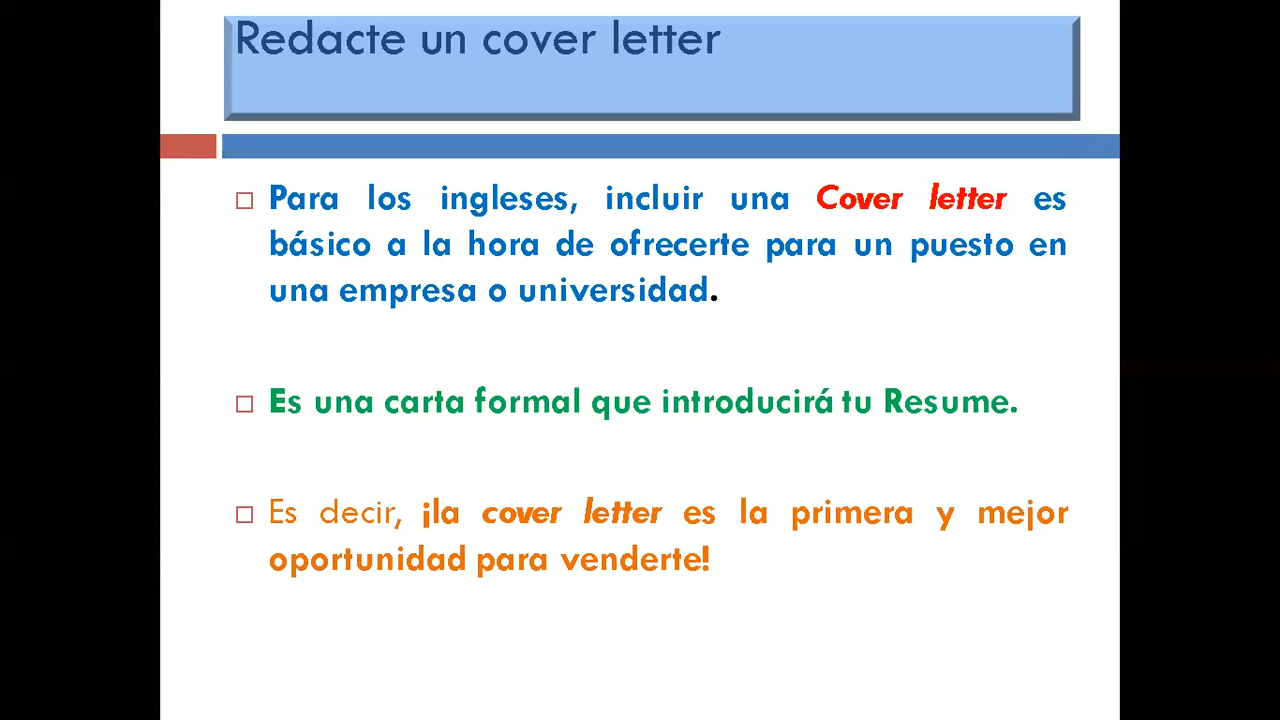 Redacte un cover letter
Para los ingleses, incluir una Cover letter es
básico a la hora de ofrecerte para un puesto en
una empresa o universidad.
Es una carta formal que introducirá tu Resume.
Es decir, ¡la cover letter es la primera y mejor
oportunidad para venderte!